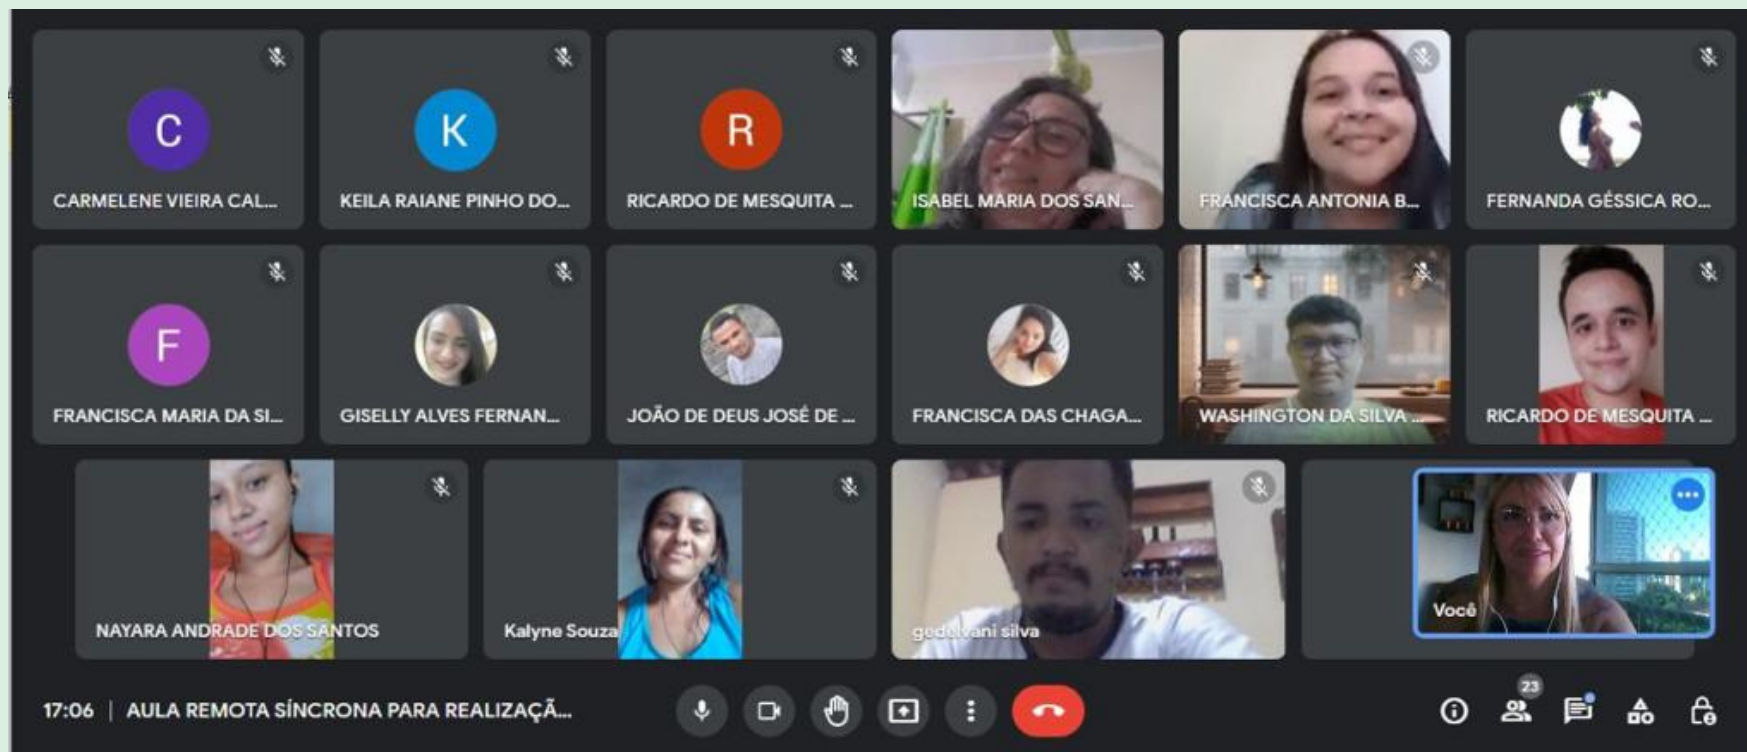 C
CARMELENE VIEIRA CAL...
K
KEILA RAIANE PINHO DO...
R
RICARDO DE MESQUITA ...
ISABEL MARIA DOS SAN...
FRANCISCA ANTONIA B...
FERNANDA GÉSSICA RO...
F
FRANCISCA MARIA DA SI...
GISELLY ALVES FERNAN...
JOÃO DE DEUS JOSÉ DE ...
FRANCISCA DAS CHAGA...
WASHINGTON DA SILVA ...
RICARDO DE MESQUITA ...
NAYARA ANDRADE DOS SANTOS
Kalyne Souza
gedelvani silva
Você
17:06 | AULA REMOTA SÍNCRONA PARA REALIZAÇÃ...
23